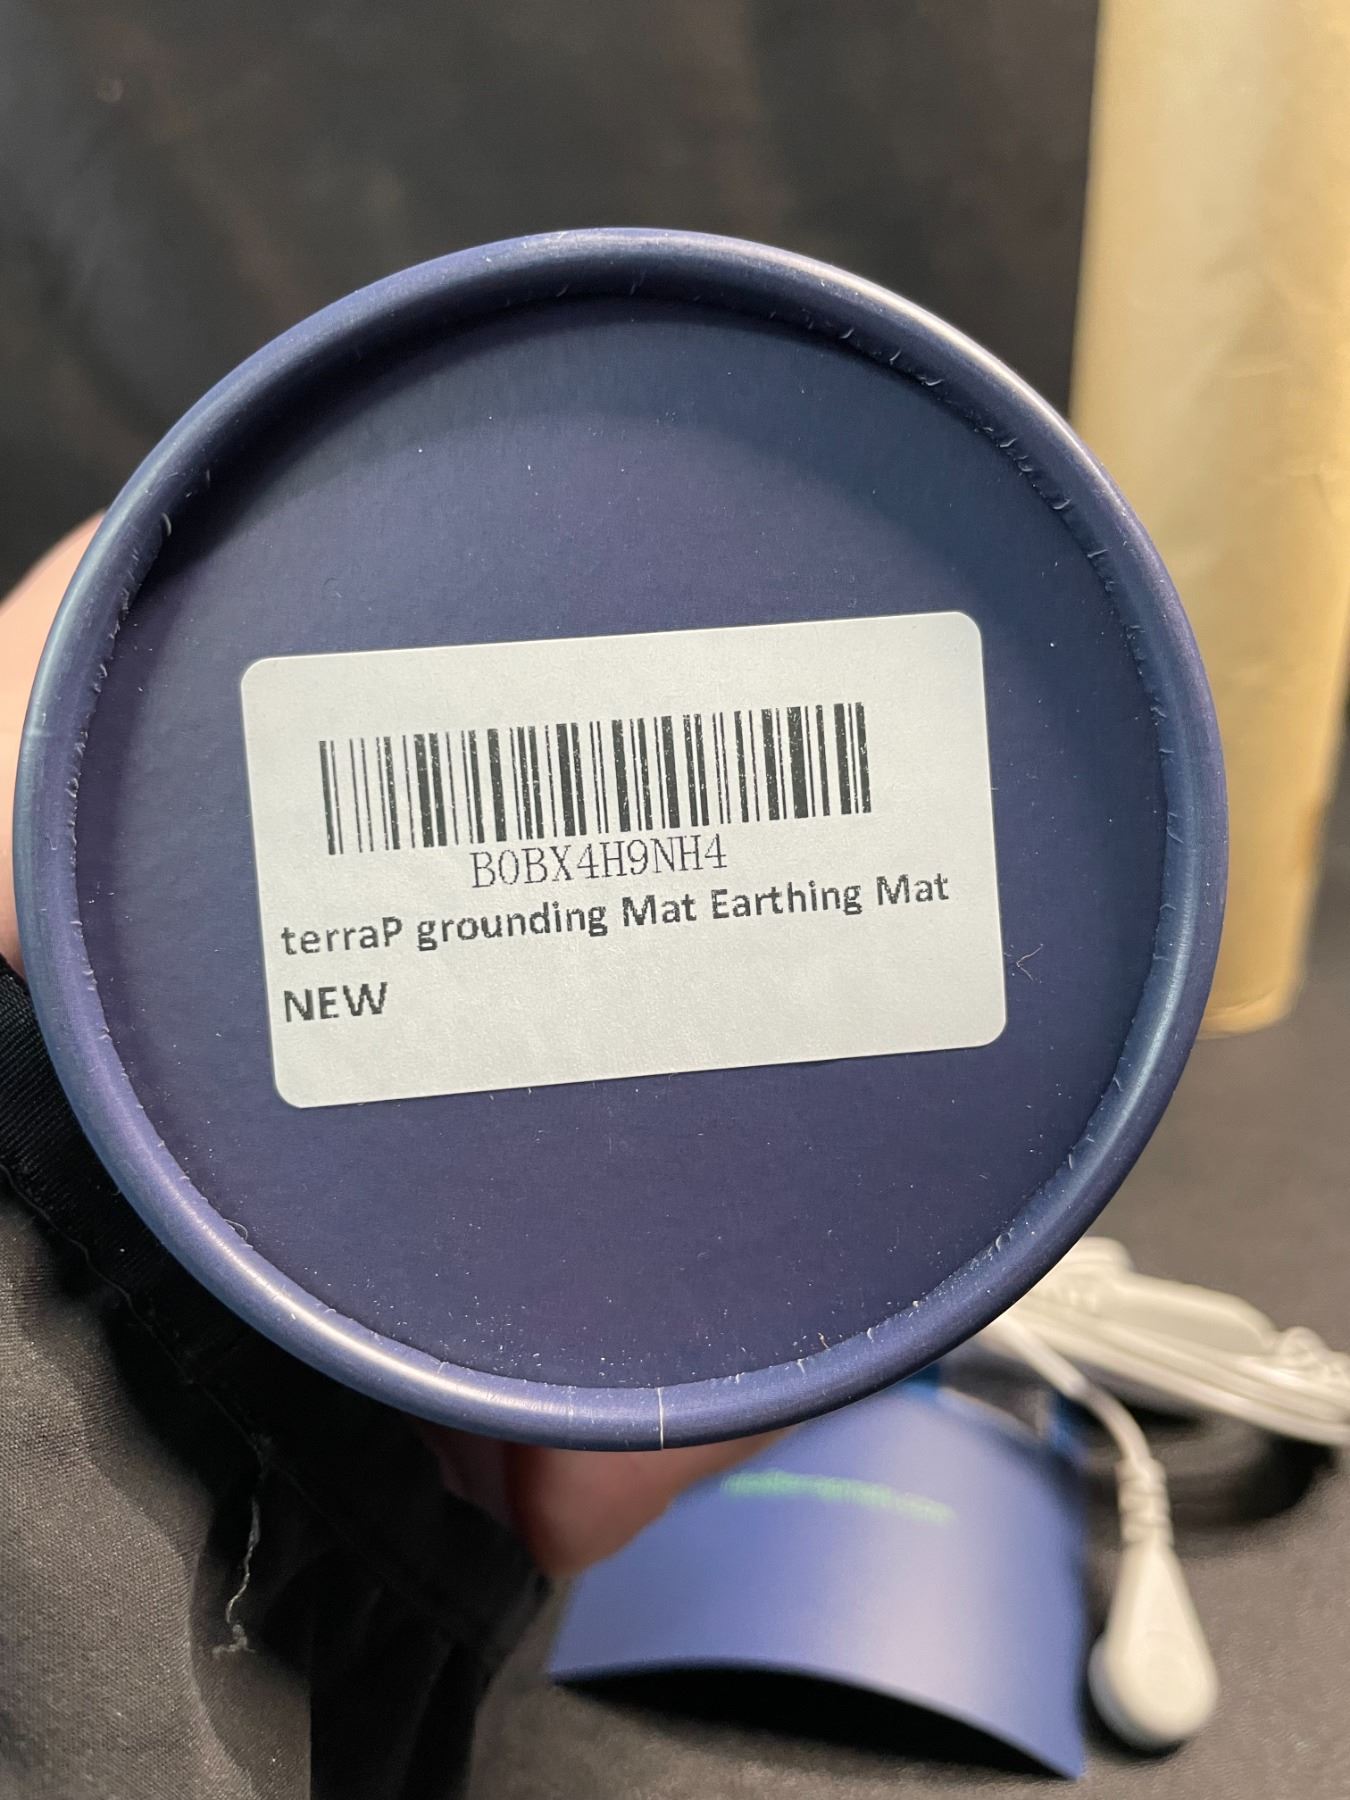 B0BX4H9NH4
terraP grounding Mat Earthing Mat
NEW